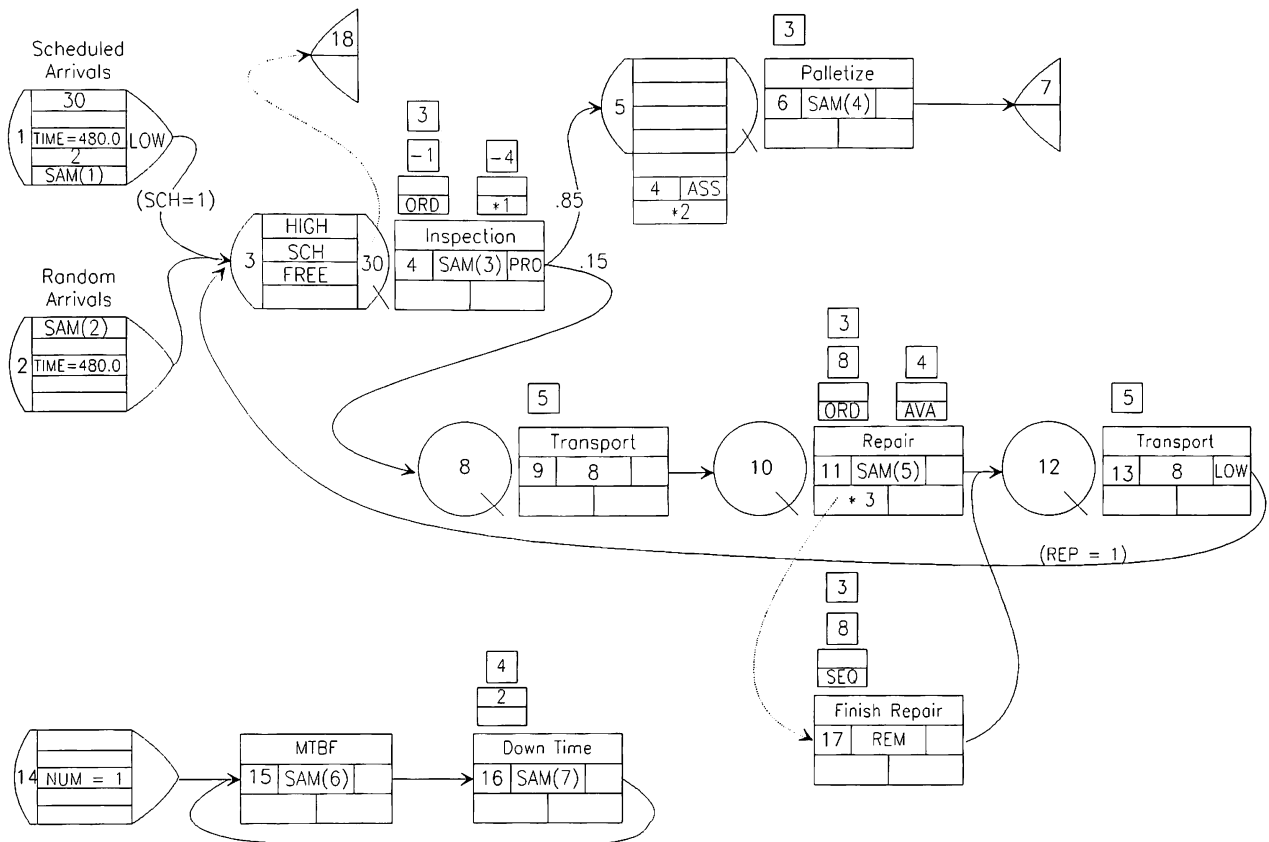 18
3
Scheduled
Arrivals
30
1
TIME=480.0
LOW
2
SAM(1)
(SCH=1)
Palletize
5
6
SAM(4)
7
4
ASS
*2
3
-1
ORD
-4
*1
.85
HIGH
SCH
FREE
3
30
Inspection
4
SAM(3)
PRO
.15
Random
Arrivals
SAM(2)
2
TIME=480.0
3
8
ORD
4
AVA
5
5
8
Transport
9
8
10
Repair
11
SAM(5)
* 3
12
Transport
13
8
LOW
(REP = 1)
3
8
SEQ
Finish Repair
17
REM
4
2
14
NUM = 1
MTBF
15
SAM(6)
Down Time
16
SAM(7)